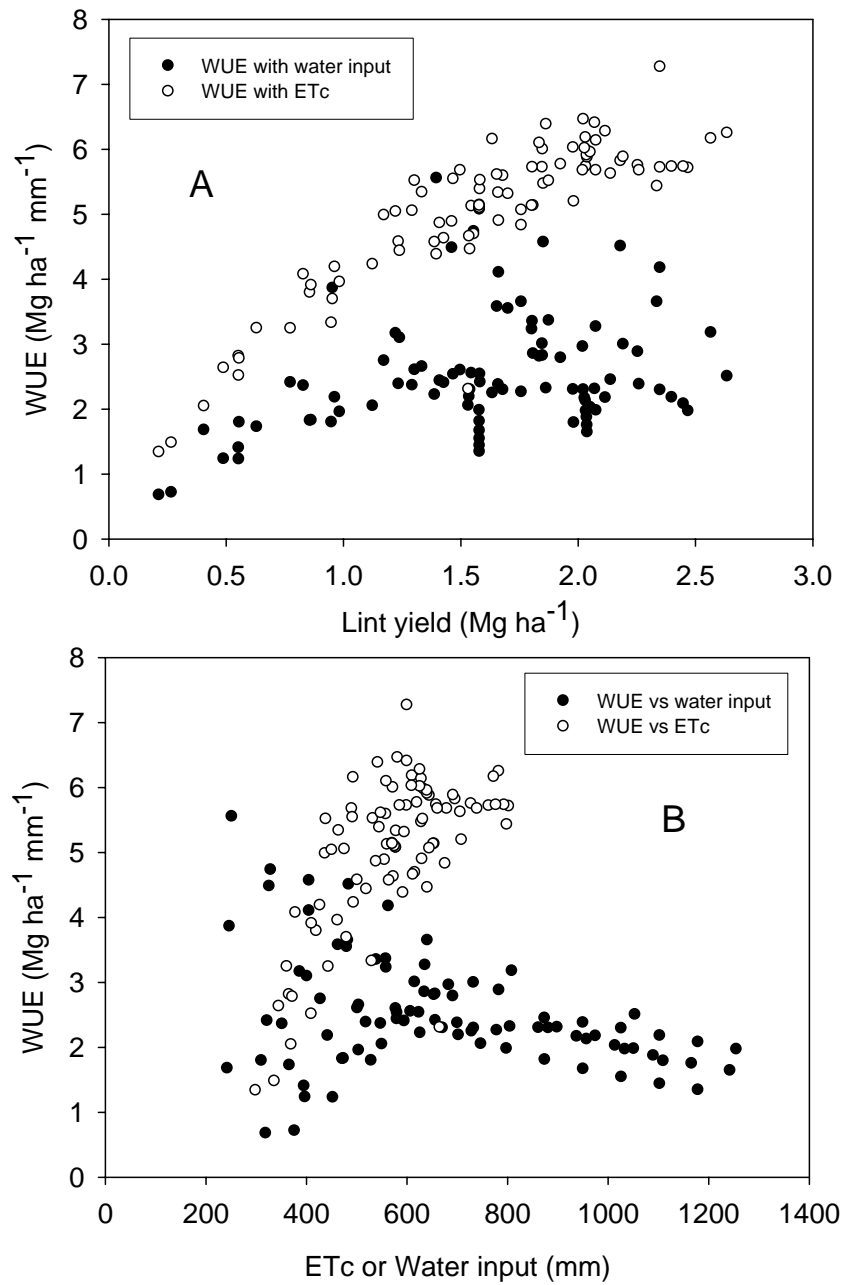 8
7
6
5
4
3
2
1
0
WUE (Mg ha-1 mm-1)
WUE with water input
WUE with ETc
A
0.0 0.5 1.0 1.5 2.0 2.5 3.0
Lint yield (Mg ha-1)
8
7
6
5
4
3
2
1
0
WUE (Mg ha-1 mm-1)
WUE vs water input
WUE vs ETc
B
0 200 400 600 800 1000 1200 1400
ETc or Water input (mm)